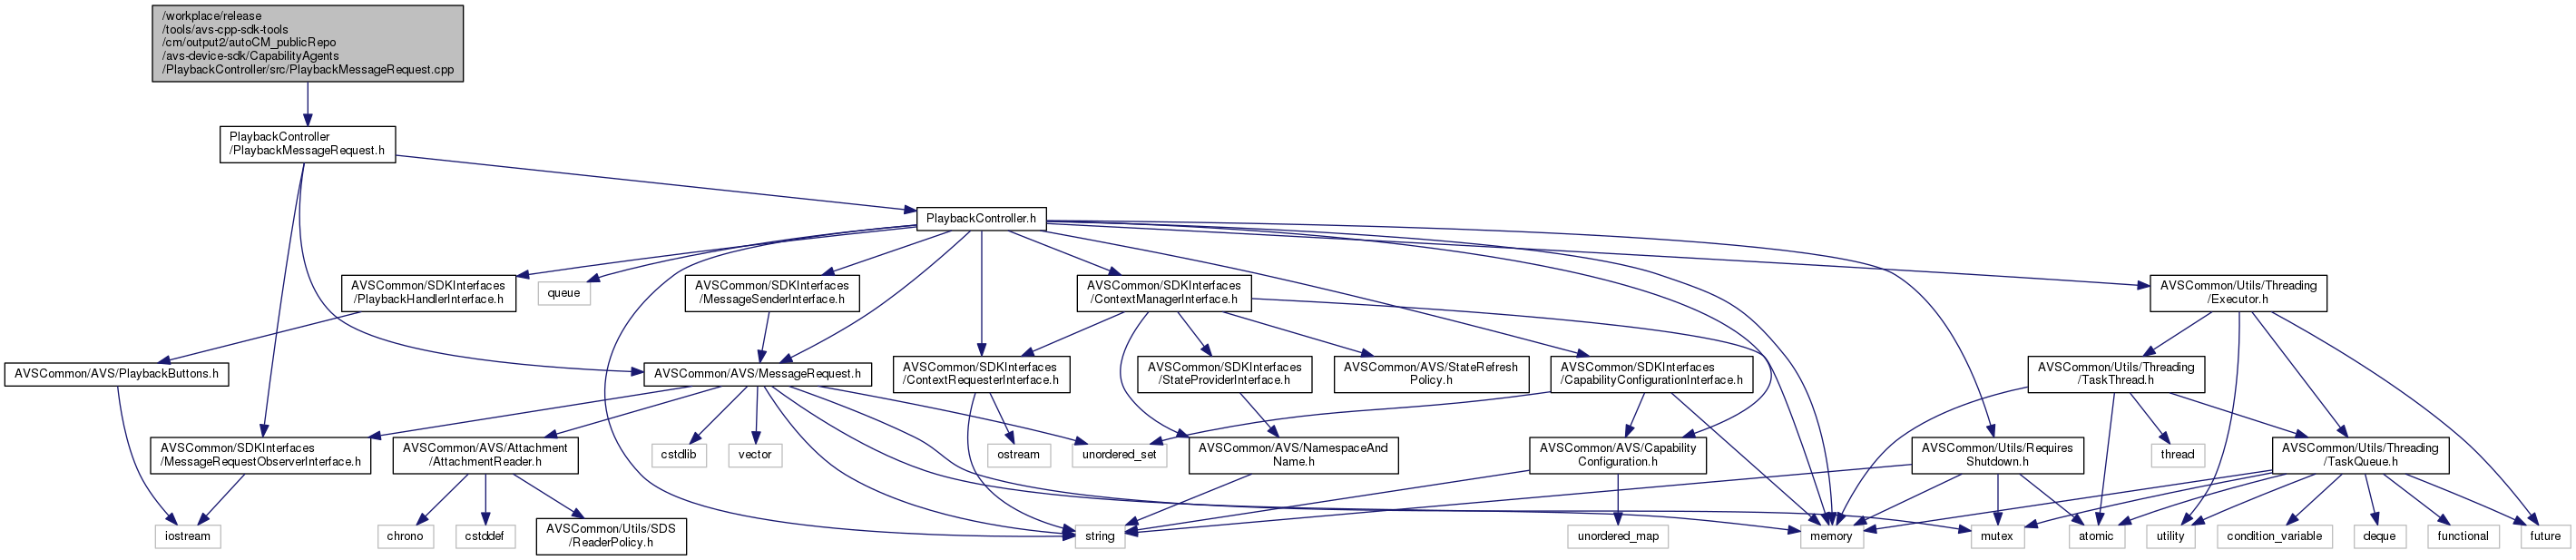 /workplace/release
/tools/avs-cpp-sdk-tools
/cm/output2/autoCM_publicRepo
/avs-device-sdk/CapabilityAgents
/PlaybackController/src/PlaybackMessageRequest.cpp
PlaybackController
/PlaybackMessageRequest.h
PlaybackController.h
AVSCommon/SDKInterfaces
/PlaybackHandlerInterface.h
queue
AVSCommon/SDKInterfaces
/MessageSenderInterface.h
AVSCommon/SDKInterfaces
/ContextManagerInterface.h
AVSCommon/Utils/Threading
/Executor.h
AVSCommon/AVS/PlaybackButtons.h
AVSCommon/AVS/MessageRequest.h
AVSCommon/SDKInterfaces
/ContextRequesterInterface.h
AVSCommon/SDKInterfaces
/StateProviderInterface.h
AVSCommon/AVS/StateRefresh
Policy.h
AVSCommon/SDKInterfaces
/CapabilityConfigurationInterface.h
AVSCommon/Utils/Threading
/TaskThread.h
AVSCommon/SDKInterfaces
/MessageRequestObserverInterface.h
AVSCommon/AVS/Attachment
/AttachmentReader.h
cstdlib
vector
ostream
unordered_set
AVSCommon/AVS/NamespaceAnd
Name.h
AVSCommon/AVS/Capability
Configuration.h
AVSCommon/Utils/Requires
Shutdown.h
thread
AVSCommon/Utils/Threading
/TaskQueue.h
iostream
chrono
cstddef
AVSCommon/Utils/SDS
/ReaderPolicy.h
string
unordered_map
memory
mutex
atomic
utility
condition_variable
deque
functional
future